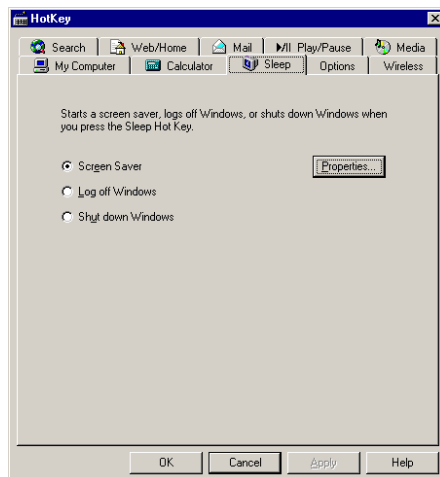 HotKey
Search Web/Home Mail Play/Pause Media
My Computer Calculator Sleep Options Wireless
Starts a screen saver, logs off Windows, or shuts down Windows when
you press the Sleep Hot Key.
Screen Saver Properties...
Log off Windows
Shut down Windows
OK Cancel Apply Help